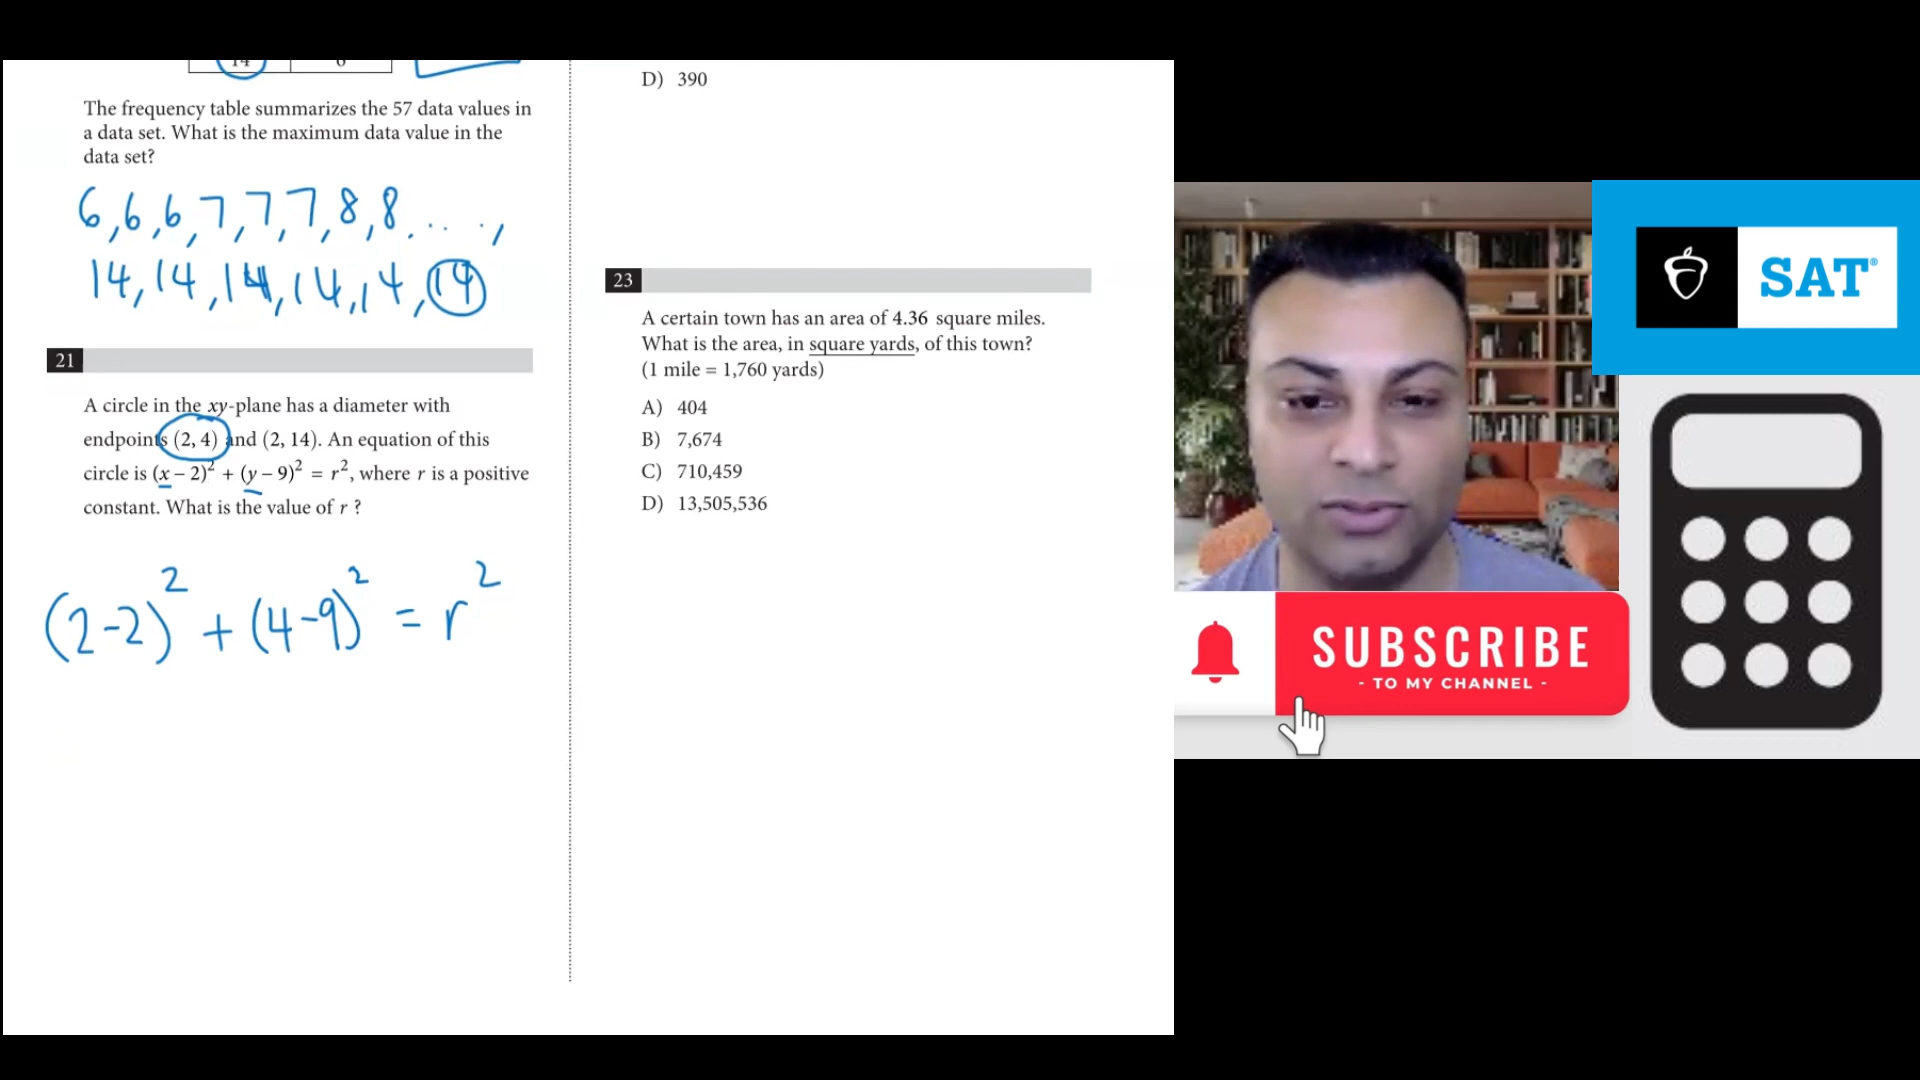 14 6
The frequency table summarizes the 57 data values in
a data set. What is the maximum data value in the
data set?
6, 6, 6, 7, 7, 7, 8, 8, . . . . ,
14, 14, 14, 14, 14, 14
21
A circle in the xy-plane has a diameter with
endpoints (2, 4) and (2, 14). An equation of this
circle is (x – 2)² + (y – 9)² = r², where r is a positive
constant. What is the value of r ?
(2-2)² + (4-9)² = r²
D) 390
23
A certain town has an area of 4.36 square miles.
What is the area, in square yards, of this town?
(1 mile = 1,760 yards)
A) 404
B) 7,674
C) 710,459
D) 13,505,536
SAT®
SUBSCRIBE
- TO MY CHANNEL -